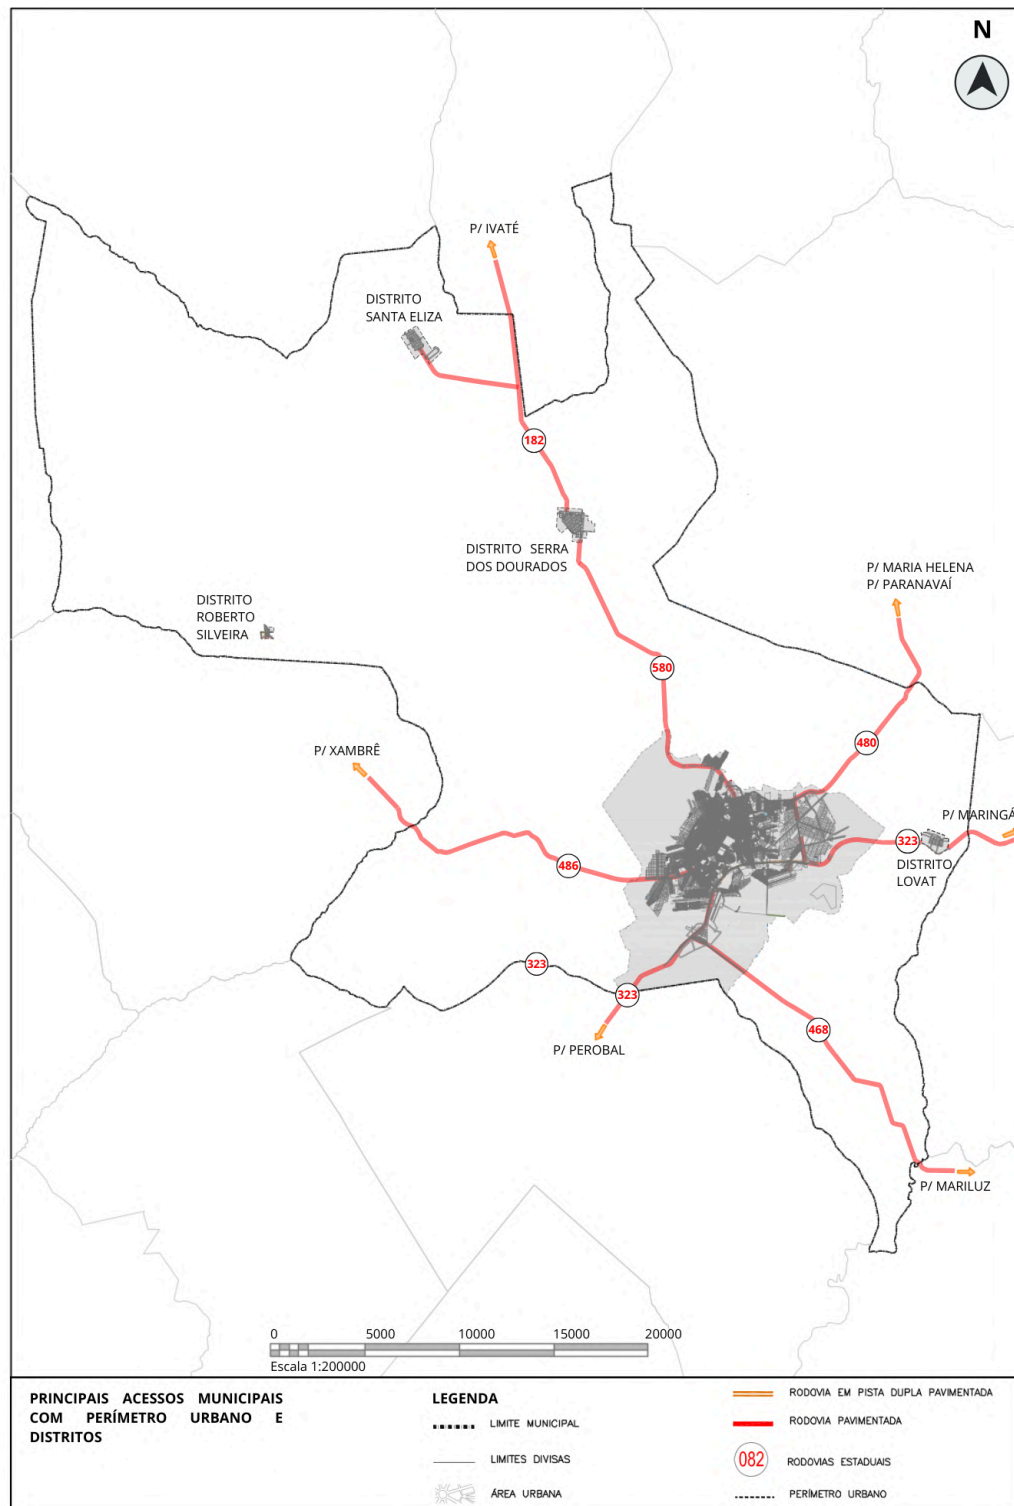 N
P/ IVATÉ
DISTRITO
SANTA ELIZA
182
DISTRITO SERRA
DOS DOURADOS
P/ MARIA HELENA
P/ PARANAVAÍ
DISTRITO
ROBERTO
SILVEIRA
580
480
P/ XAMBRÊ
P/ MARINGÁ
323
DISTRITO
LOVAT
486
323
323
468
P/ PEROBAL
P/ MARILUZ
0 5000 10000 15000 20000
Escala 1:200000
PRINCIPAIS ACESSOS MUNICIPAIS
COM PERÍMETRO URBANO E
DISTRITOS
LEGENDA
LIMITE MUNICIPAL
LIMITES DIVISAS
ÁREA URBANA
RODOVIA EM PISTA DUPLA PAVIMENTADA
RODOVIA PAVIMENTADA
082 RODOVIAS ESTADUAIS
PERÍMETRO URBANO